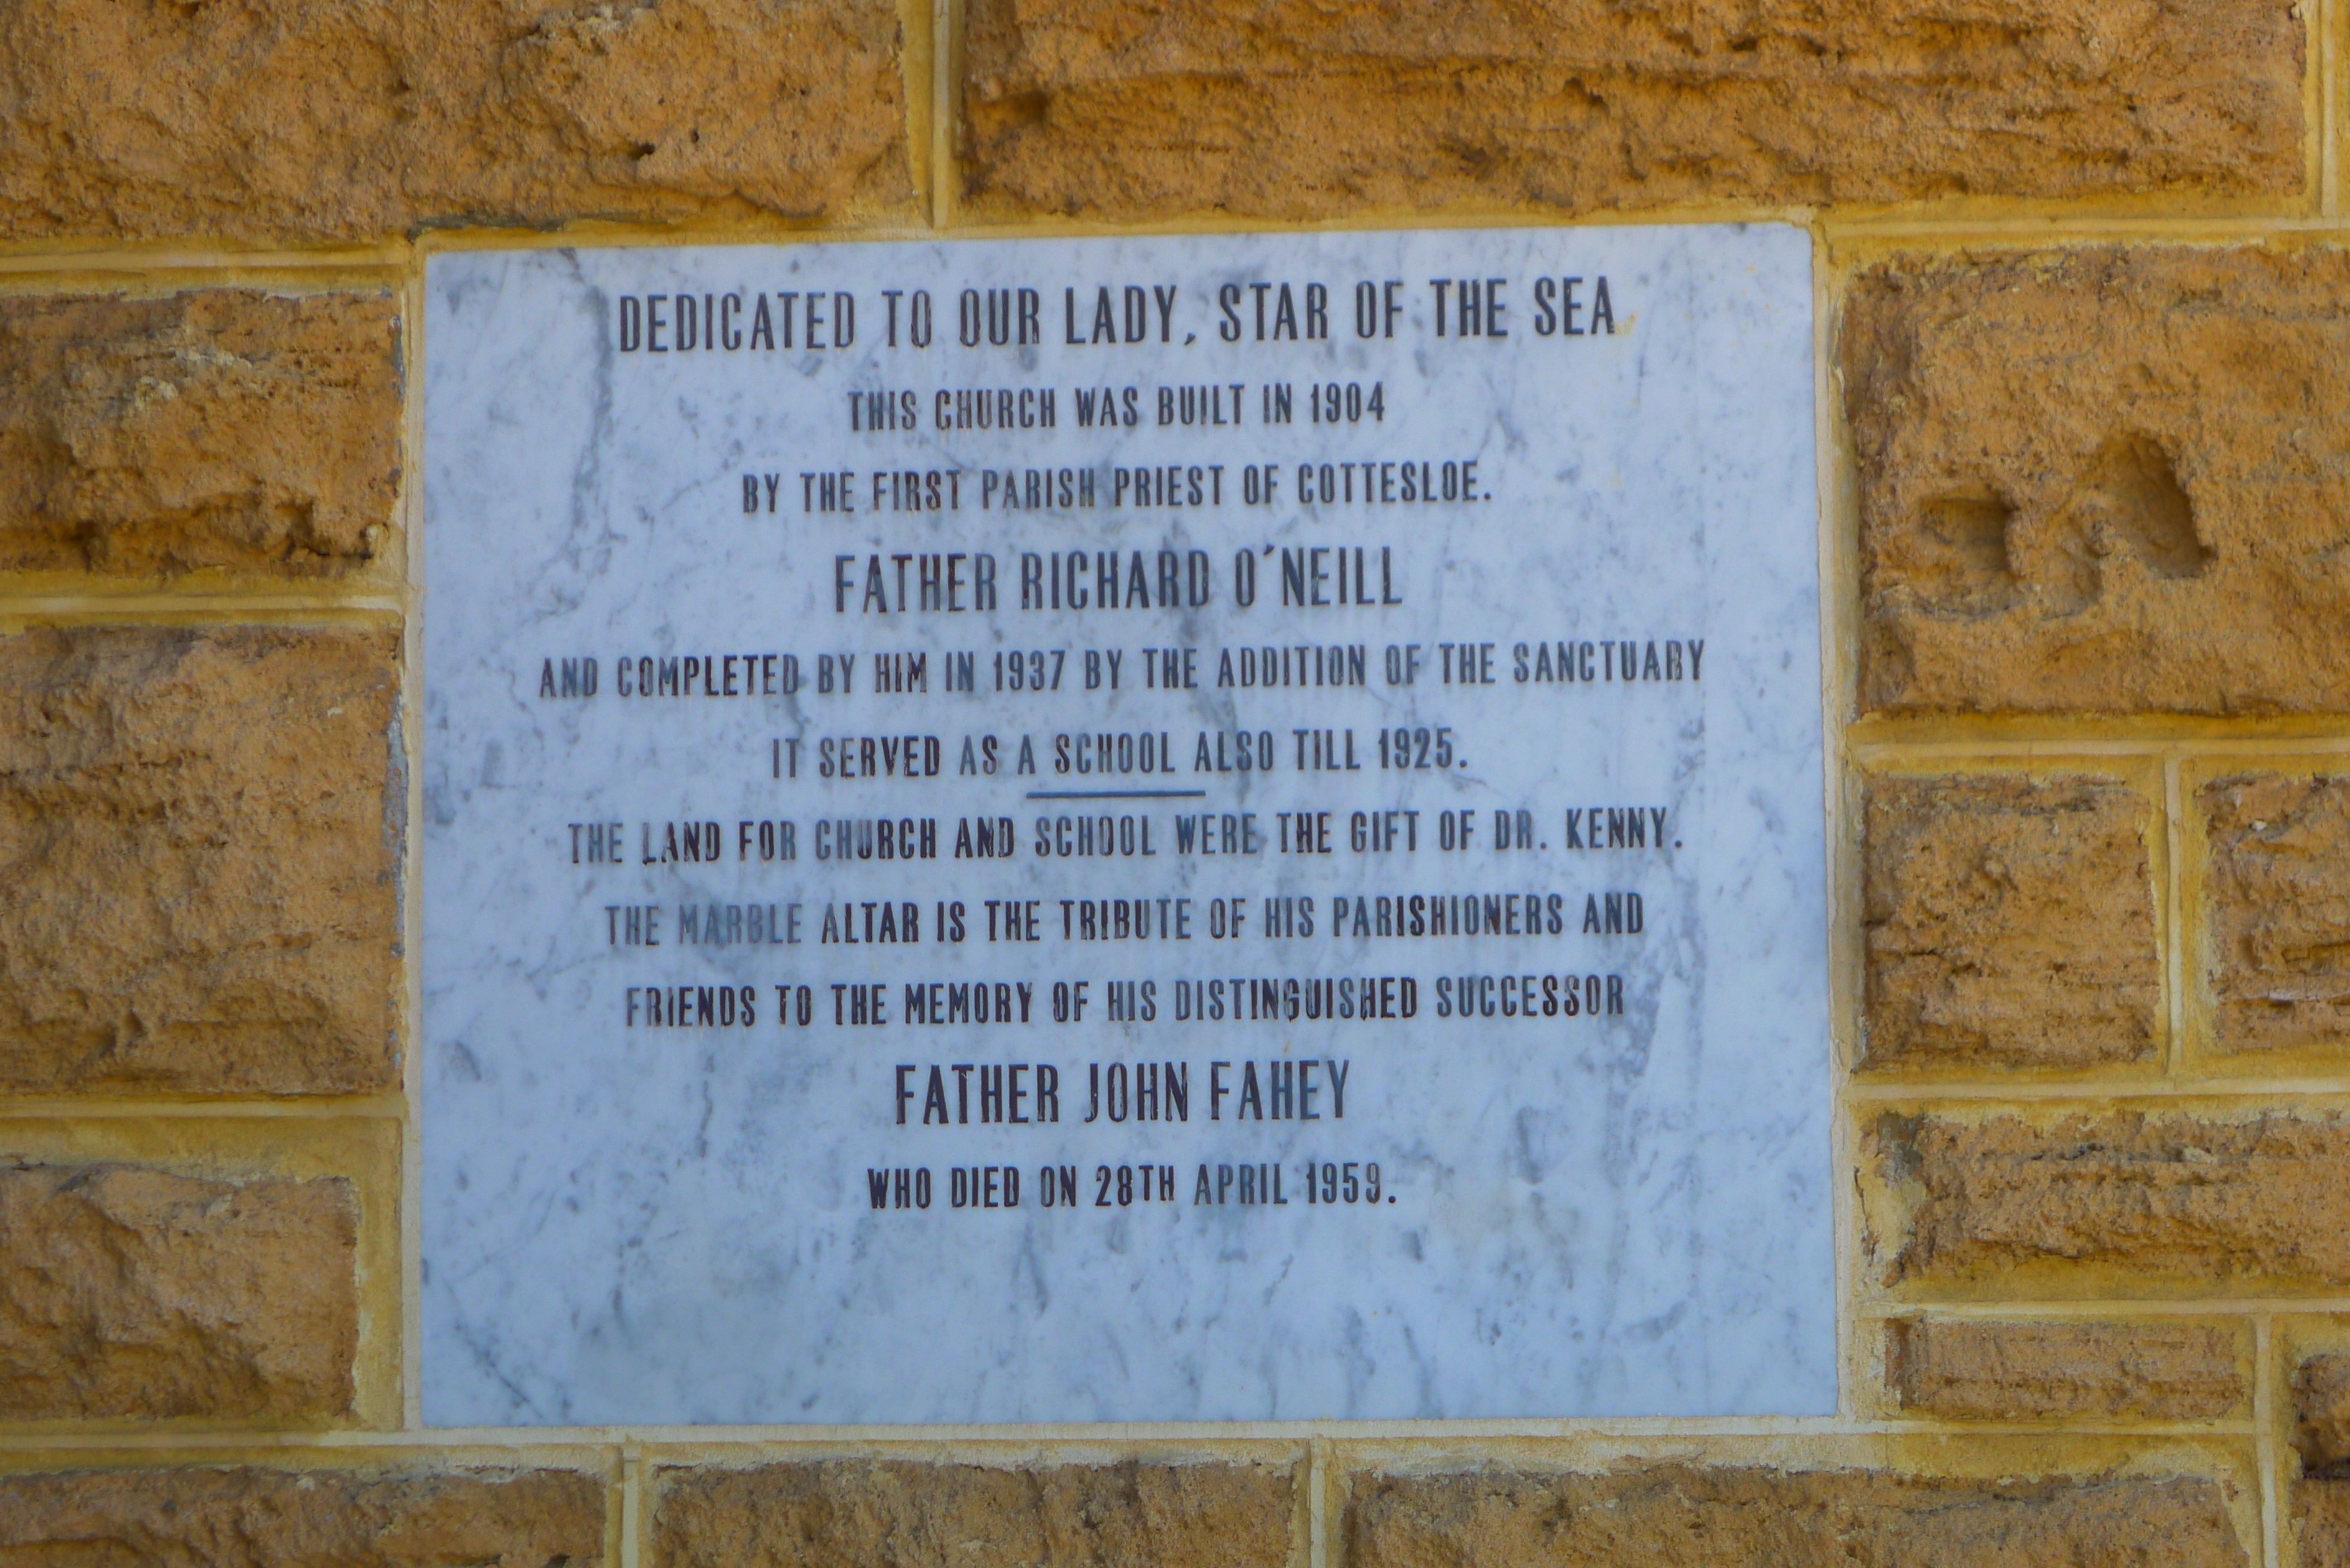 DEDICATED TO OUR LADY, STAR OF THE SEA
THIS CHURCH WAS BUILT IN 1904
BY THE FIRST PARISH PRIEST OF COTTESLOE.
FATHER RICHARD O'NEILL
AND COMPLETED BY HIM IN 1937 BY THE ADDITION OF THE SANCTUARY
IT SERVED AS A SCHOOL ALSO TILL 1925.
THE LAND FOR CHURCH AND SCHOOL WERE THE GIFT OF DR. KENNY.
THE MARBLE ALTAR IS THE TRIBUTE OF HIS PARISHIONERS AND
FRIENDS TO THE MEMORY OF HIS DISTINGUISHED SUCCESSOR
FATHER JOHN FAHEY
WHO DIED ON 28TH APRIL 1959.